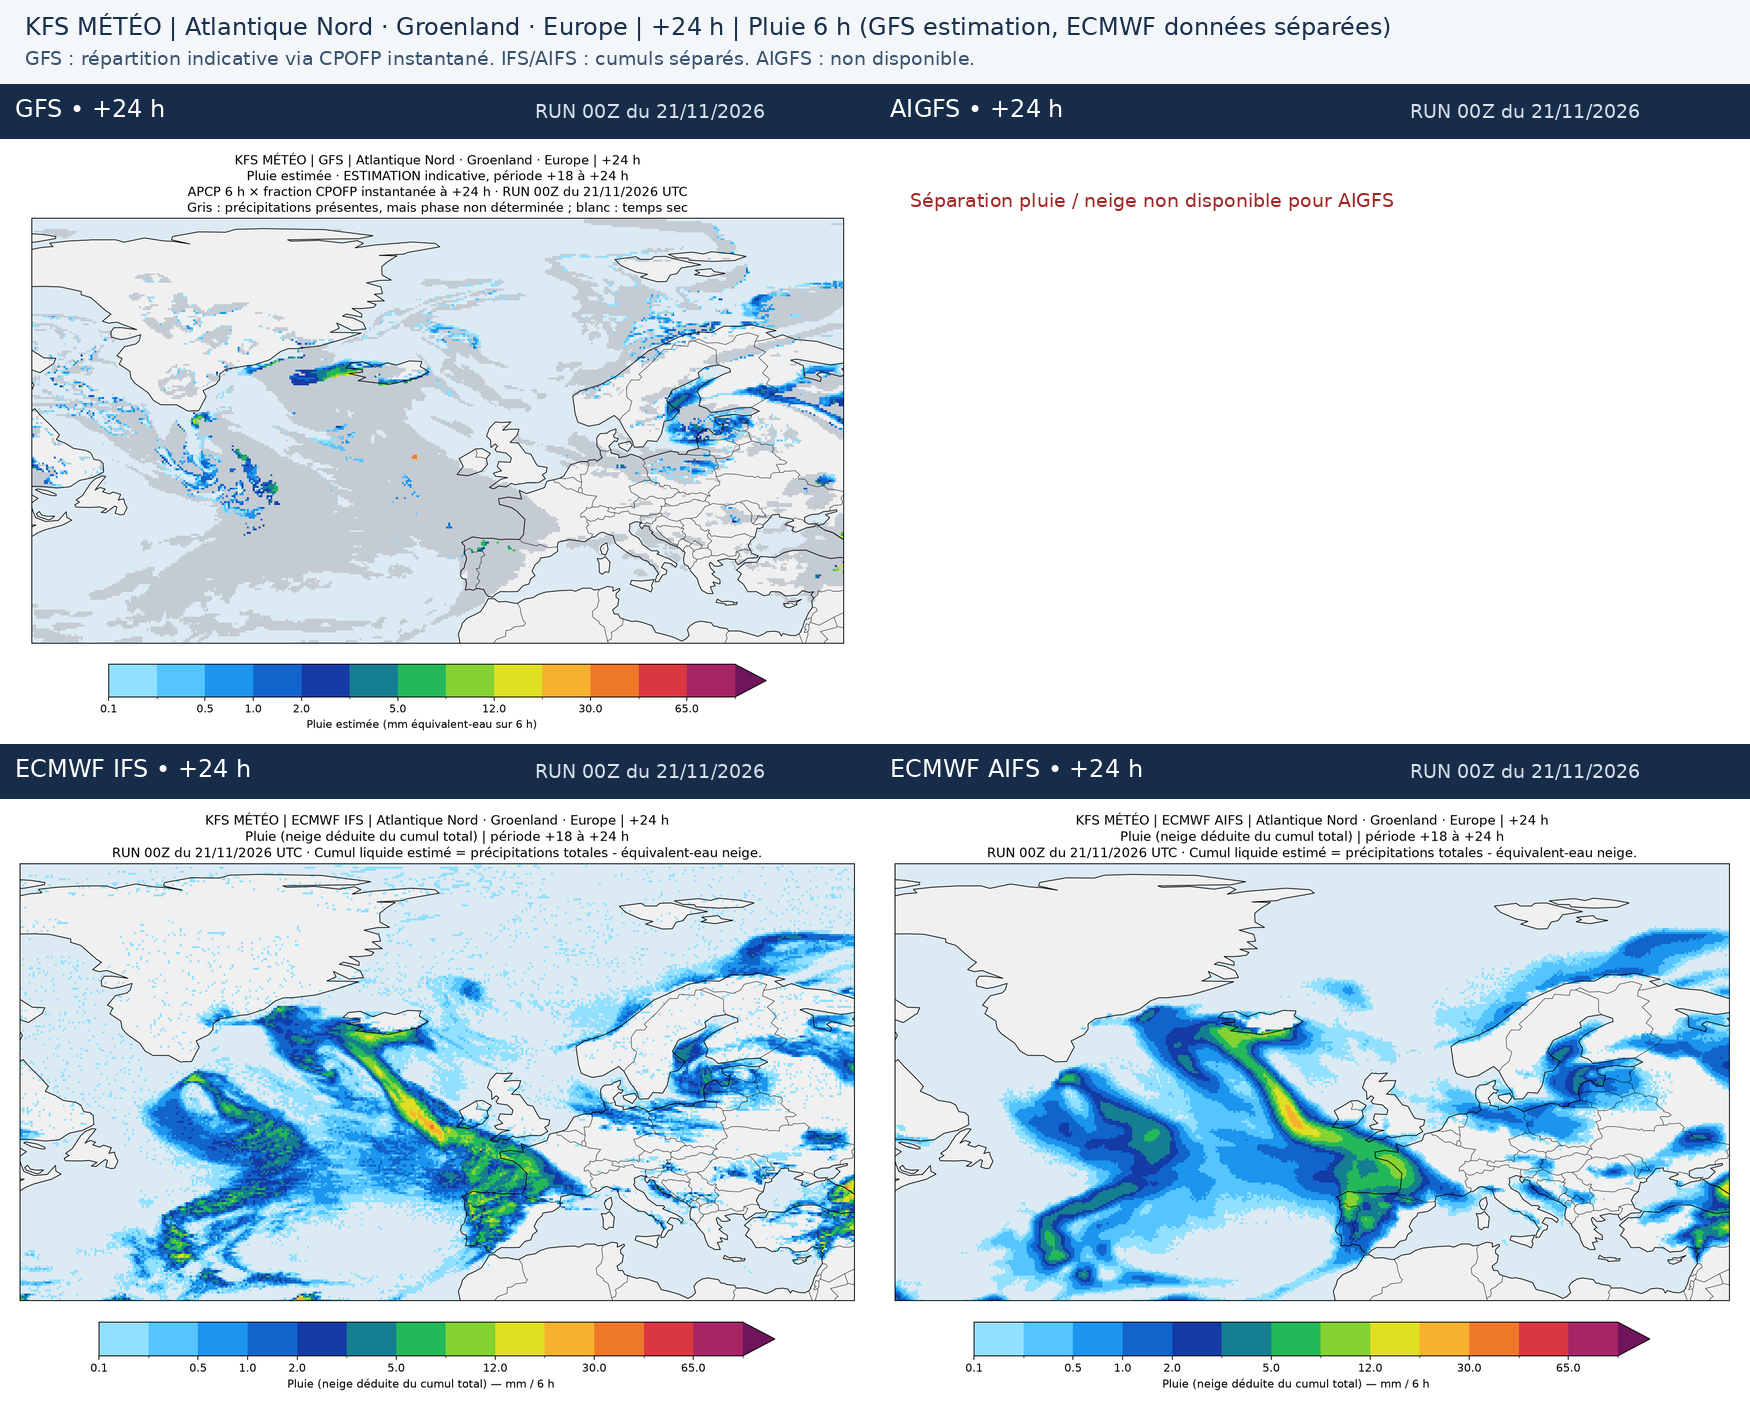 KFS MÉTÉO | Atlantique Nord · Groenland · Europe | +24 h | Pluie 6 h (GFS estimation, ECMWF données séparées)
GFS : répartition indicative via CPOFP instantané. IFS/AIFS : cumuls séparés. AIGFS : non disponible.
GFS • +24 h
RUN 00Z du 21/11/2026
AIGFS • +24 h
RUN 00Z du 21/11/2026
KFS MÉTÉO | GFS | Atlantique Nord · Groenland · Europe | +24 h
Pluie estimée · ESTIMATION indicative, période +18 à +24 h
APCP 6 h × fraction CPOFP instantanée à +24 h · RUN 00Z du 21/11/2026 UTC
Gris : précipitations présentes, mais phase non déterminée ; blanc : temps sec
Séparation pluie / neige non disponible pour AIGFS
0.1 0.5 1.0 2.0 5.0 12.0 30.0 65.0
Pluie estimée (mm équivalent-eau sur 6 h)
ECMWF IFS • +24 h
RUN 00Z du 21/11/2026
ECMWF AIFS • +24 h
RUN 00Z du 21/11/2026
KFS MÉTÉO | ECMWF IFS | Atlantique Nord · Groenland · Europe | +24 h
Pluie (neige déduite du cumul total) | période +18 à +24 h
RUN 00Z du 21/11/2026 UTC · Cumul liquide estimé = précipitations totales - équivalent-eau neige.
0.1 0.5 1.0 2.0 5.0 12.0 30.0 65.0
Pluie (neige déduite du cumul total) — mm / 6 h
KFS MÉTÉO | ECMWF AIFS | Atlantique Nord · Groenland · Europe | +24 h
Pluie (neige déduite du cumul total) | période +18 à +24 h
RUN 00Z du 21/11/2026 UTC · Cumul liquide estimé = précipitations totales - équivalent-eau neige.
0.1 0.5 1.0 2.0 5.0 12.0 30.0 65.0
Pluie (neige déduite du cumul total) — mm / 6 h